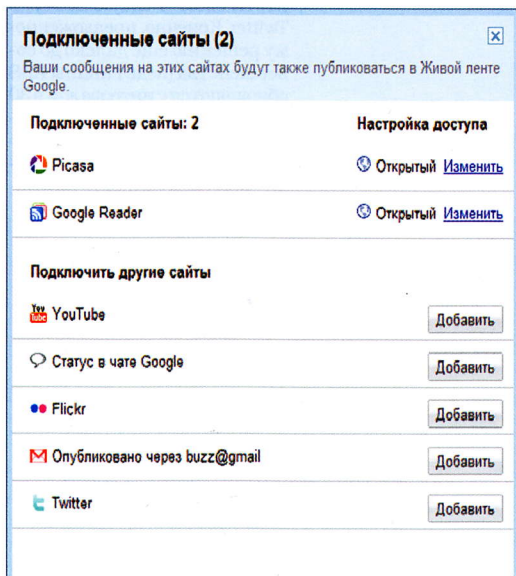 Подключенные сайты (2)
Ваши сообщения на этих сайтах будут также публиковаться в Живой ленте
Google.
Подключенные сайты: 2 Настройка доступа
Picasa Открытый Изменить
Google Reader Открытый Изменить
Подключить другие сайты
You Tube YouTube Добавить
Статус в чате Google Добавить
Flickr Добавить
Опубликовано через buzz@gmail Добавить
Twitter Добавить